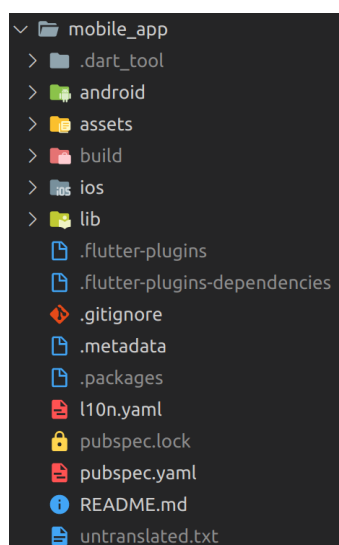 mobile_app
.dart_tool
android
assets
build
iOS
ios
lib
.flutter-plugins
.flutter-plugins-dependencies
.gitignore
.metadata
.packages
l10n.yaml
pubspec.lock
pubspec.yaml
README.md
untranslated.txt